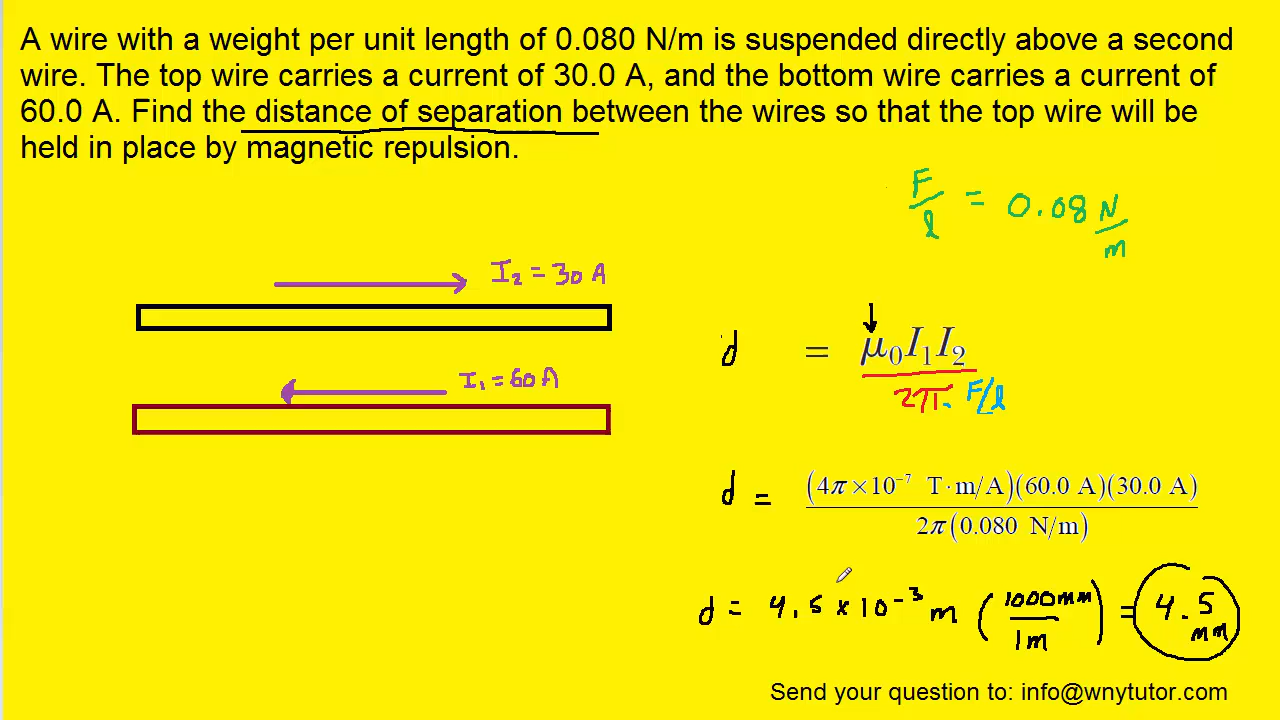 A wire with a weight per unit length of 0.080 N/m is suspended directly above a second
wire. The top wire carries a current of 30.0 A, and the bottom wire carries a current of
60.0 A. Find the distance of separation between the wires so that the top wire will be
held in place by magnetic repulsion.
F/l = 0.08 N/m
I₂ = 30 A
d = μ₀I₁I₂ / 2π · F/l
I₁ = 60 A
d = (4π ×10⁻⁷ T·m/A)(60.0 A)(30.0 A) / 2π(0.080 N/m)
d = 4.5 x 10⁻³ m (1000mm / 1m) = 4.5 mm
Send your question to: info@wnytutor.com